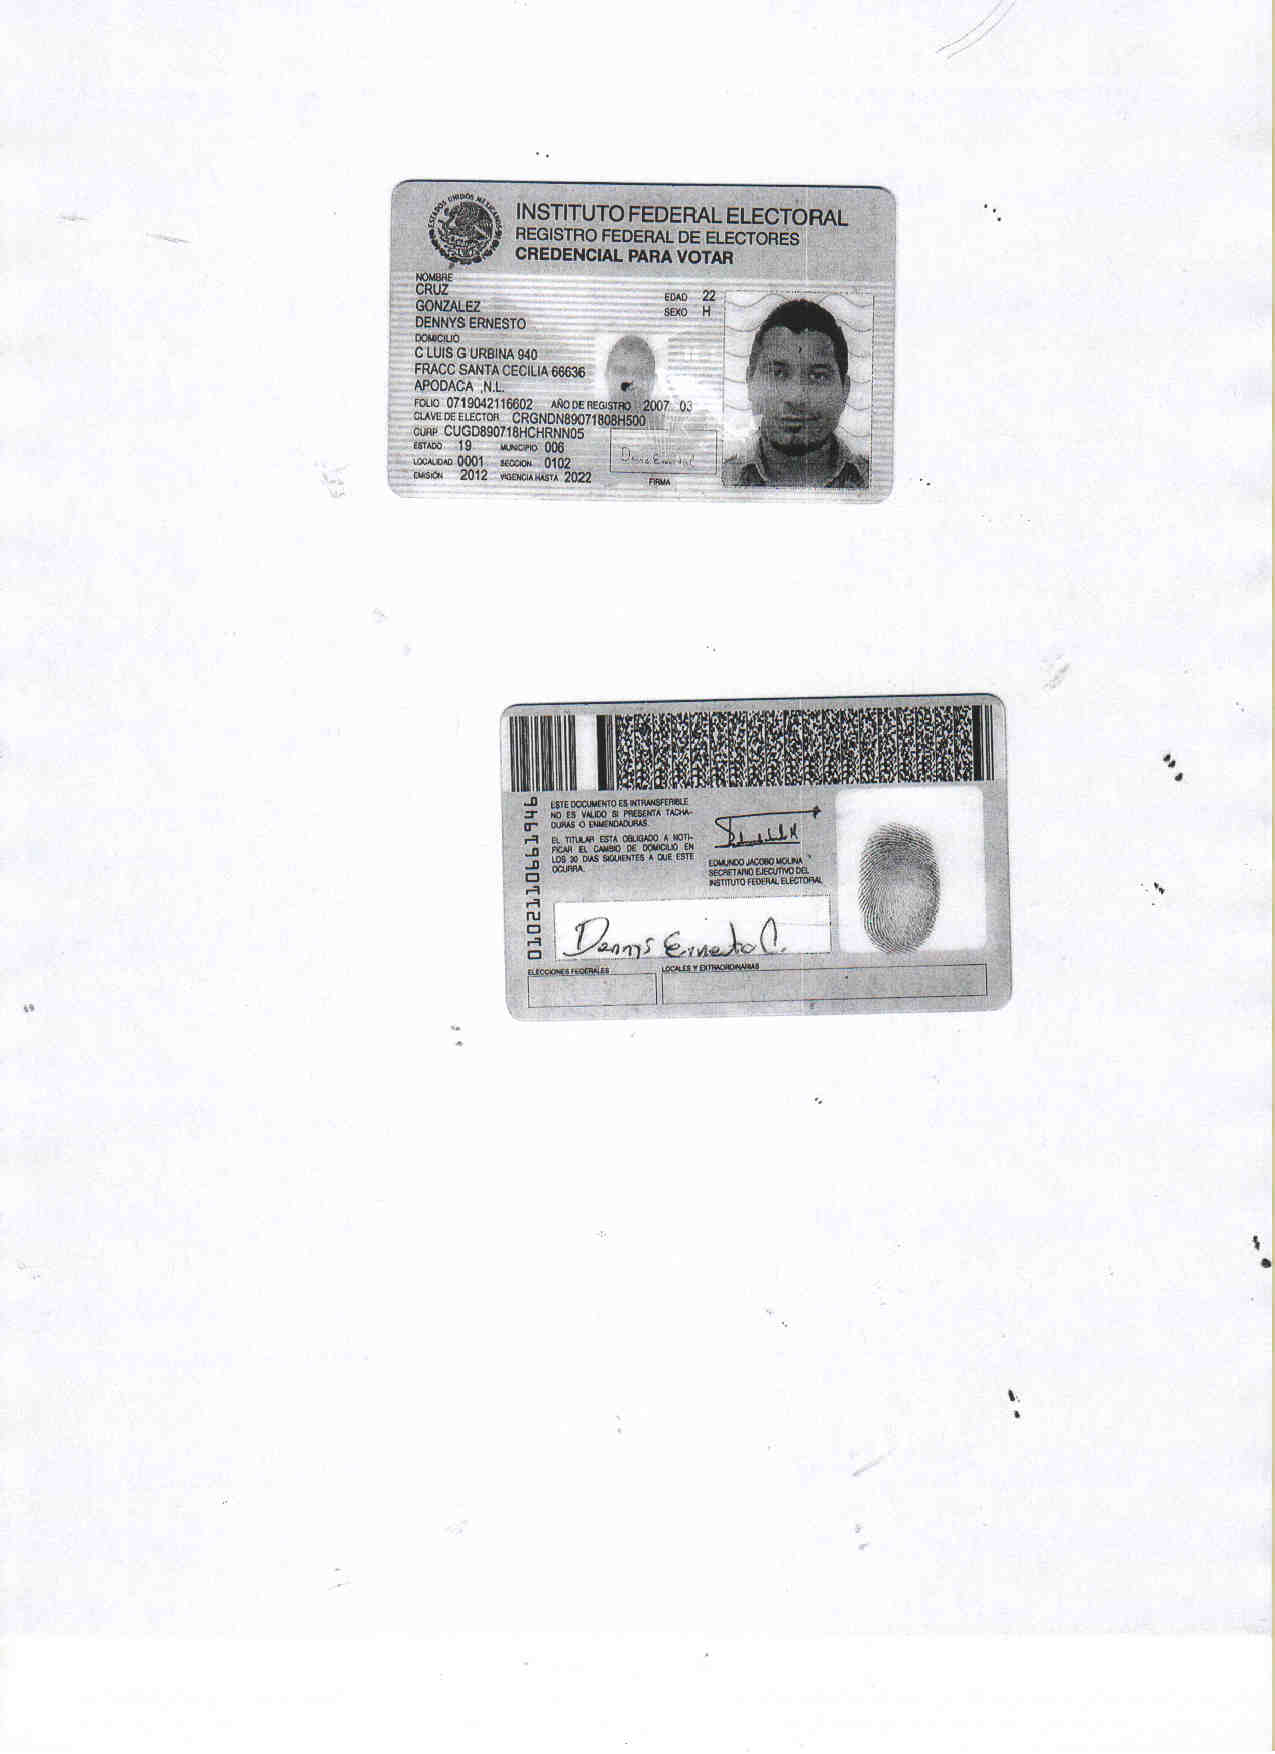 ESTADOS UNIDOS MEXICANOS
INSTITUTO FEDERAL ELECTORAL
REGISTRO FEDERAL DE ELECTORES
CREDENCIAL PARA VOTAR
NOMBRE
CRUZ
GONZALEZ
DENNYS ERNESTO
EDAD 22
SEXO H
DOMICILIO
C LUIS G URBINA 940
FRACC SANTA CECILIA 66636
APODACA ,N.L.
FOLIO 0719042116602 AÑO DE REGISTRO 2007 03
CLAVE DE ELECTOR CRGNDN89071808H500
CURP CUGD890718HCHRNN05
ESTADO 19 MUNICIPIO 006
LOCALIDAD 0001 SECCION 0102
EMISIÓN 2012 VIGENCIA HASTA 2022
FIRMA
0102110661946
ESTE DOCUMENTO ES INTRANSFERIBLE
NO ES VALIDO SI PRESENTA TACHA-
DURAS O ENMENDADURAS.
EL TITULAR ESTA OBLIGADO A NOTI-
FICAR EL CAMBIO DE DOMICILIO EN
LOS 30 DIAS SIGUIENTES A QUE ESTE
OCURRA.
EDMUNDO JACOBO MOLINA
SECRETARIO EJECUTIVO DEL
INSTITUTO FEDERAL ELECTORAL
Dennys Ernesto C.
ELECCIONES FEDERALES
LOCALES Y EXTRAORDINARIAS